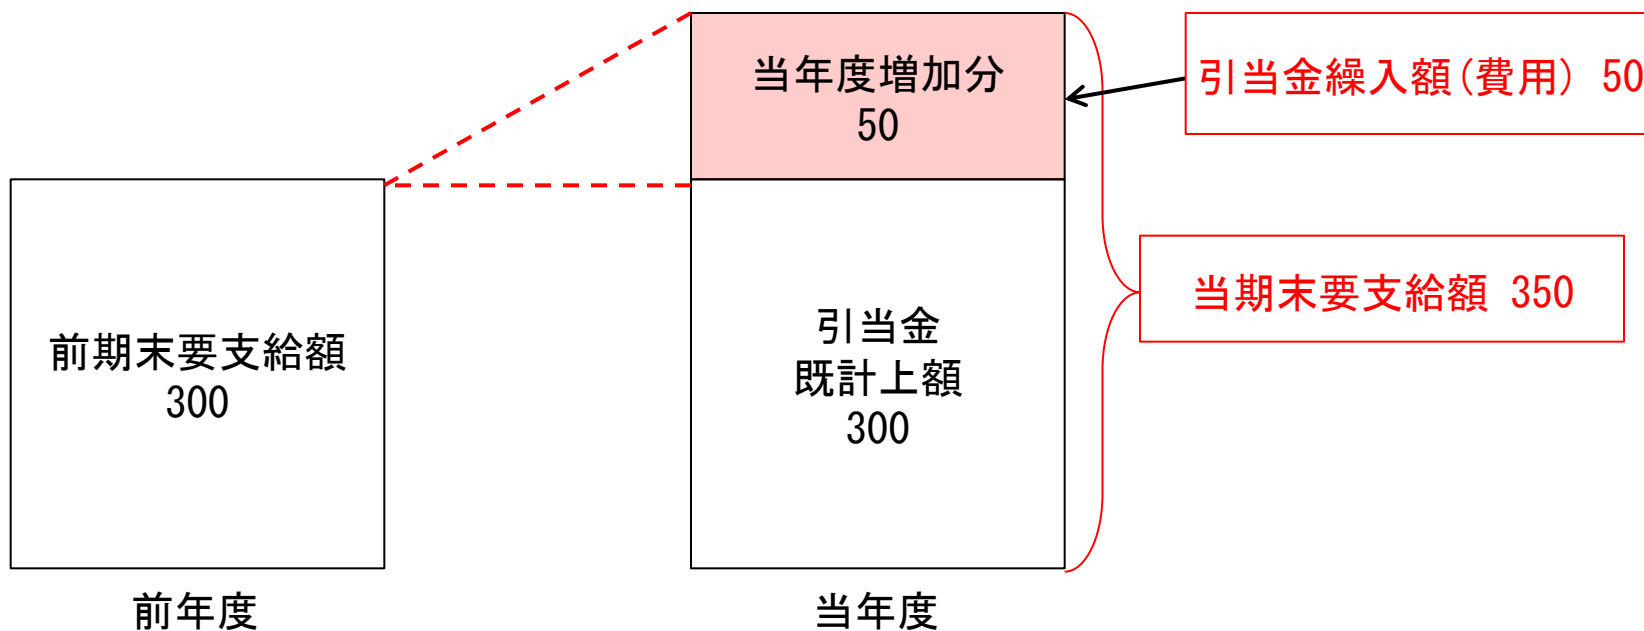 当年度増加分
50
引当金繰入額(費用) 50
前期末要支給額
300
引当金
既計上額
300
当期末要支給額 350
前年度
当年度